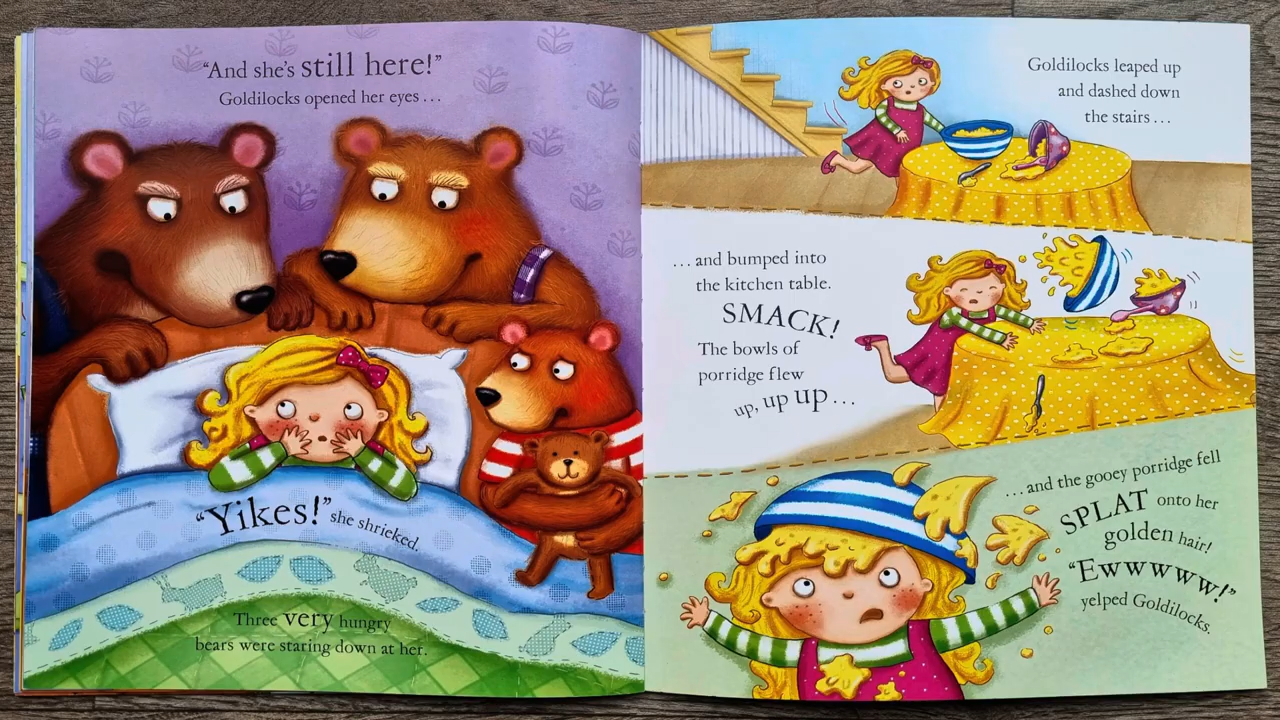 “And she’s still here!”
Goldilocks opened her eyes . . .
“Yikes!” she shrieked.
Three very hungry
bears were staring down at her.
Goldilocks leaped up
and dashed down
the stairs . . .
. . . and bumped into
the kitchen table.
SMACK!
The bowls of
porridge flew
up, up up . . .
. . . and the gooey porridge fell
SPLAT onto her
golden hair!
“Ewwwww!”
yelped Goldilocks.